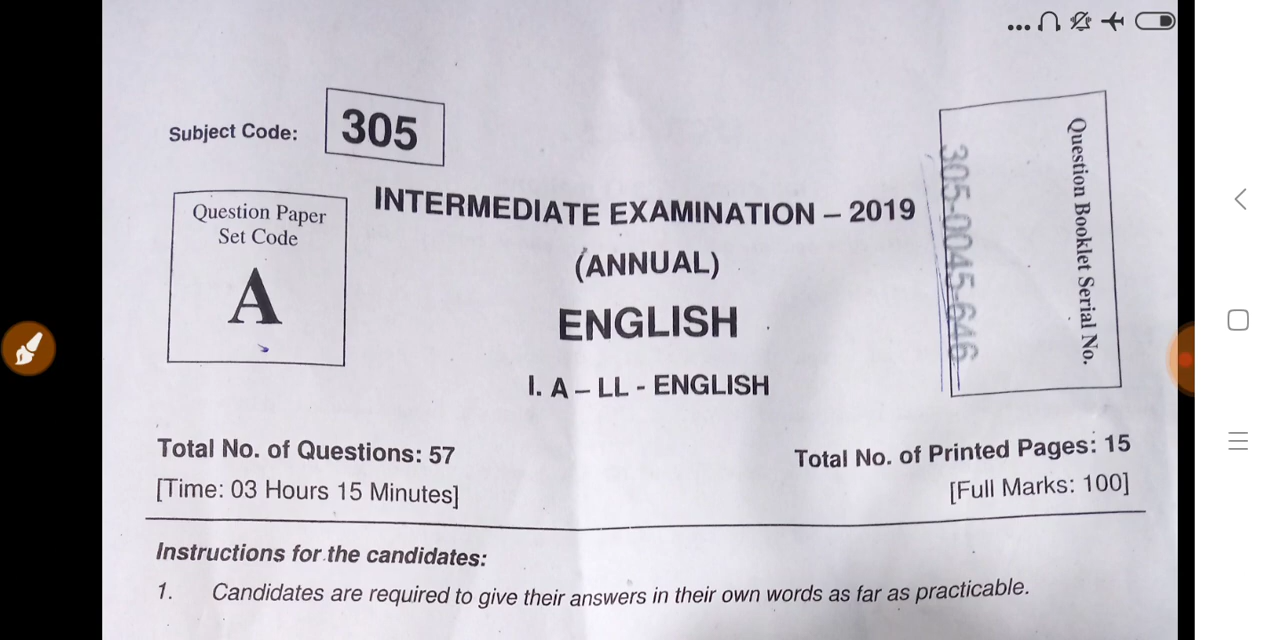 Subject Code: 305
Question Paper
Set Code
A
INTERMEDIATE EXAMINATION – 2019
(ANNUAL)
ENGLISH
I. A – LL - ENGLISH
Question Booklet Serial No.
305-0045-646
Total No. of Questions: 57
Total No. of Printed Pages: 15
[Time: 03 Hours 15 Minutes]
[Full Marks: 100]
Instructions for the candidates:
1. Candidates are required to give their answers in their own words as far as practicable.